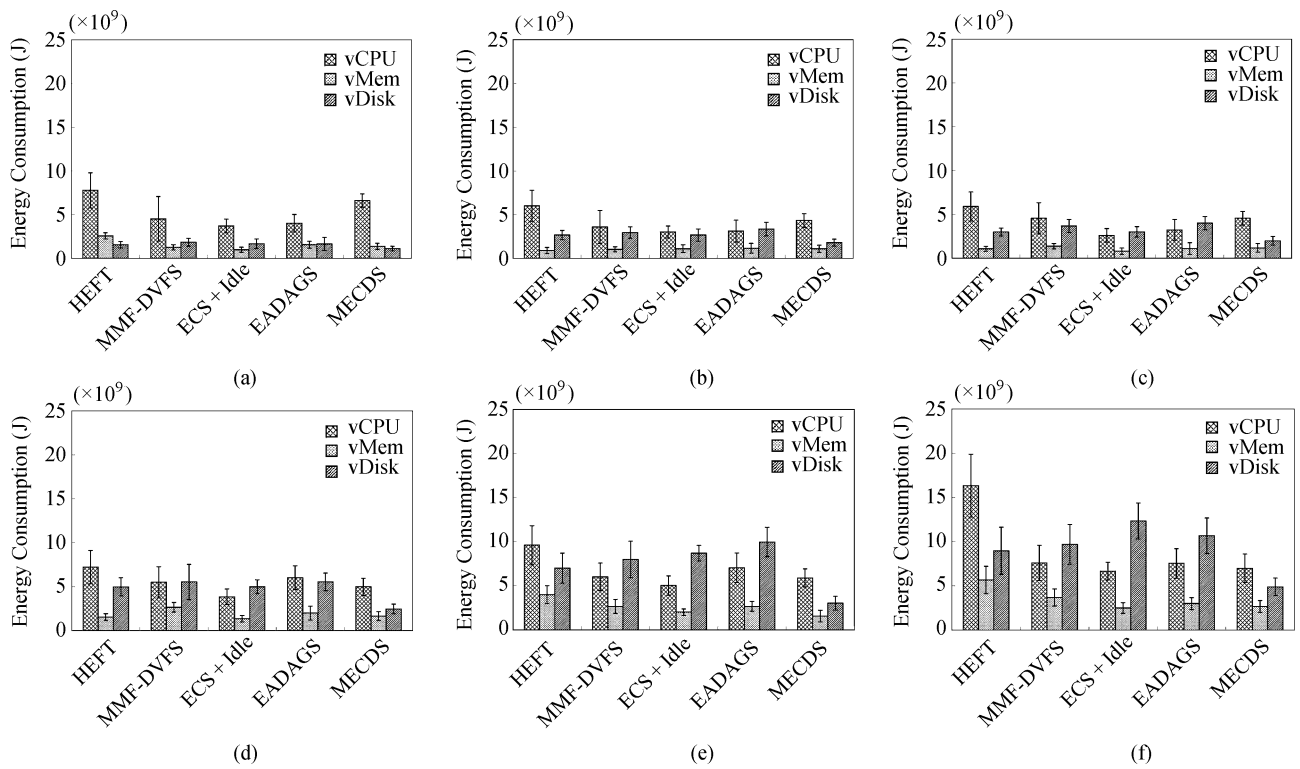 (×10⁹)
Energy Consumption (J)
25
20
15
10
5
0
vCPU
vMem
vDisk
HEFT
MMF-DVFS
ECS + Idle
EADAGS
MECDS
(a)
(×10⁹)
Energy Consumption (J)
25
20
15
10
5
0
vCPU
vMem
vDisk
HEFT
MMF-DVFS
ECS + Idle
EADAGS
MECDS
(b)
(×10⁹)
Energy Consumption (J)
25
20
15
10
5
0
vCPU
vMem
vDisk
HEFT
MMF-DVFS
ECS + Idle
EADAGS
MECDS
(c)
(×10⁹)
Energy Consumption (J)
25
20
15
10
5
0
vCPU
vMem
vDisk
HEFT
MMF-DVFS
ECS + Idle
EADAGS
MECDS
(d)
(×10⁹)
Energy Consumption (J)
25
20
15
10
5
0
vCPU
vMem
vDisk
HEFT
MMF-DVFS
ECS + Idle
EADAGS
MECDS
(e)
(×10⁹)
Energy Consumption (J)
25
20
15
10
5
0
vCPU
vMem
vDisk
HEFT
MMF-DVFS
ECS + Idle
EADAGS
MECDS
(f)